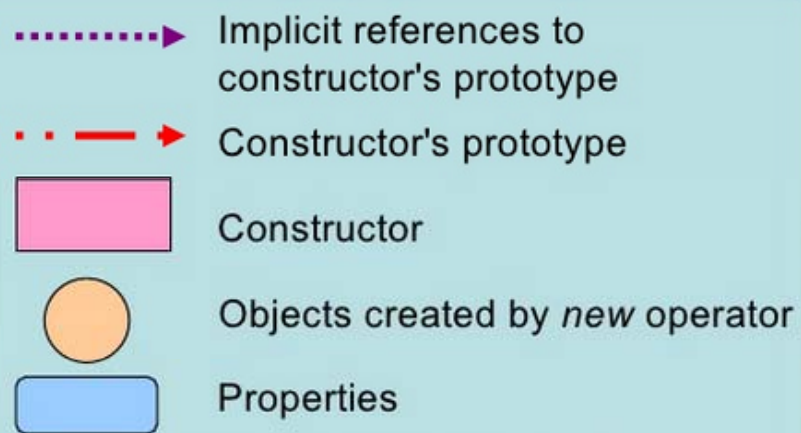 Implicit references to
constructor's prototype
Constructor's prototype
Constructor
Objects created by new operator
Properties